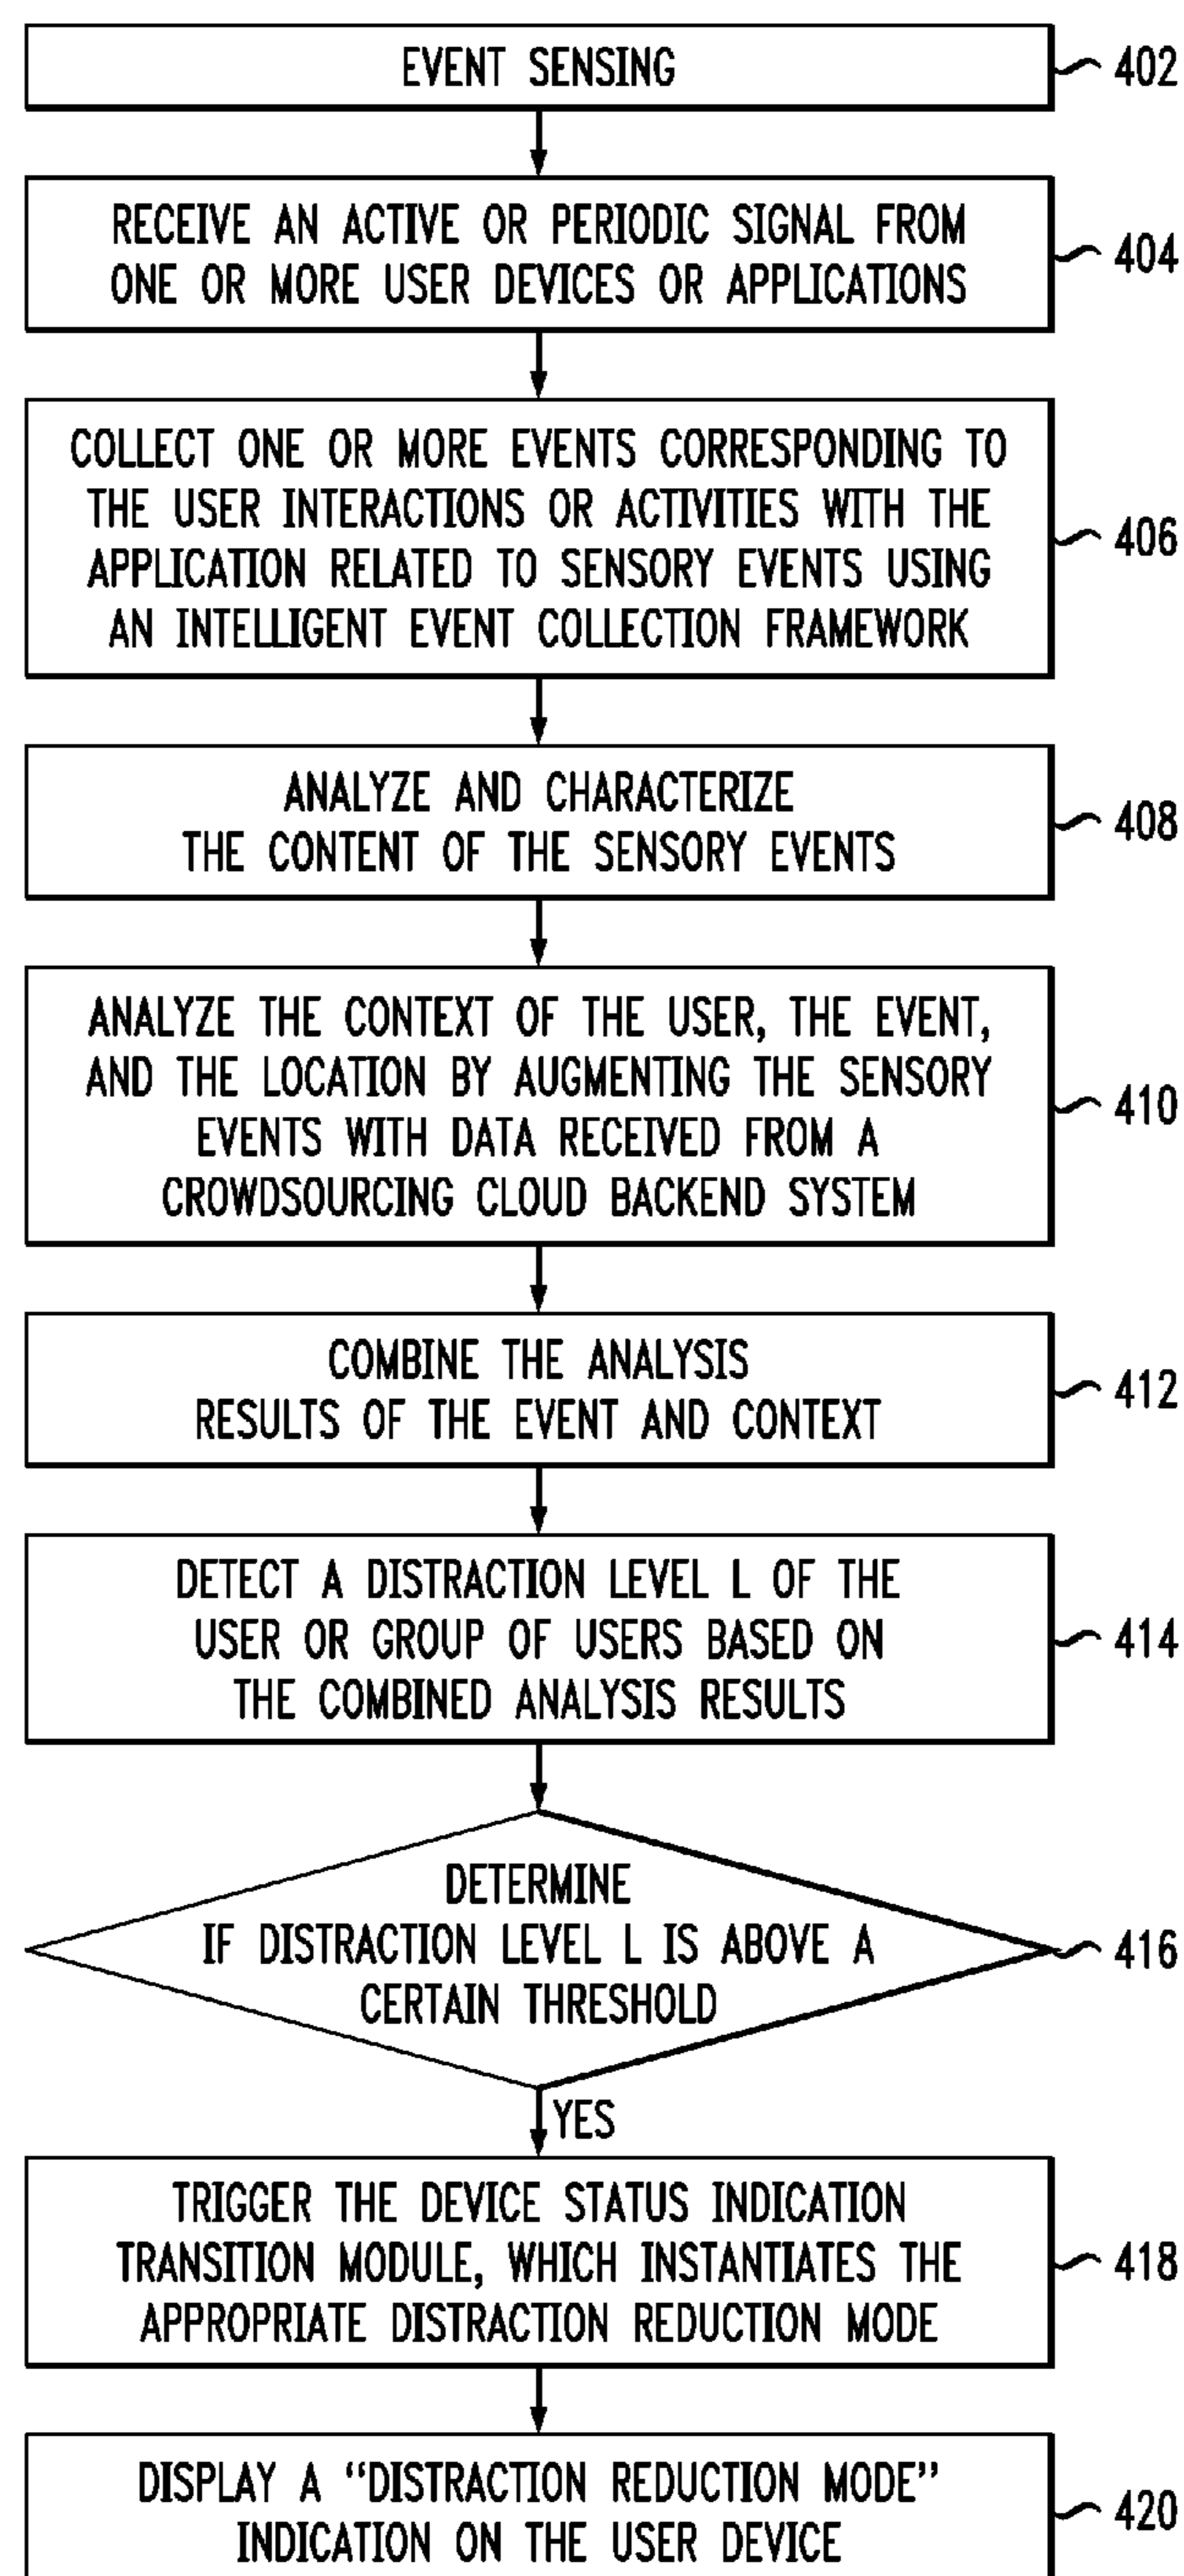 EVENT SENSING
402
RECEIVE AN ACTIVE OR PERIODIC SIGNAL FROM
ONE OR MORE USER DEVICES OR APPLICATIONS
404
COLLECT ONE OR MORE EVENTS CORRESPONDING TO
THE USER INTERACTIONS OR ACTIVITIES WITH THE
APPLICATION RELATED TO SENSORY EVENTS USING
AN INTELLIGENT EVENT COLLECTION FRAMEWORK
406
ANALYZE AND CHARACTERIZE
THE CONTENT OF THE SENSORY EVENTS
408
ANALYZE THE CONTEXT OF THE USER, THE EVENT,
AND THE LOCATION BY AUGMENTING THE SENSORY
EVENTS WITH DATA RECEIVED FROM A
CROWDSOURCING CLOUD BACKEND SYSTEM
410
COMBINE THE ANALYSIS
RESULTS OF THE EVENT AND CONTEXT
412
DETECT A DISTRACTION LEVEL L OF THE
USER OR GROUP OF USERS BASED ON
THE COMBINED ANALYSIS RESULTS
414
DETERMINE
IF DISTRACTION LEVEL L IS ABOVE A
CERTAIN THRESHOLD
416
YES
TRIGGER THE DEVICE STATUS INDICATION
TRANSITION MODULE, WHICH INSTANTIATES THE
APPROPRIATE DISTRACTION REDUCTION MODE
418
DISPLAY A “DISTRACTION REDUCTION MODE”
INDICATION ON THE USER DEVICE
420